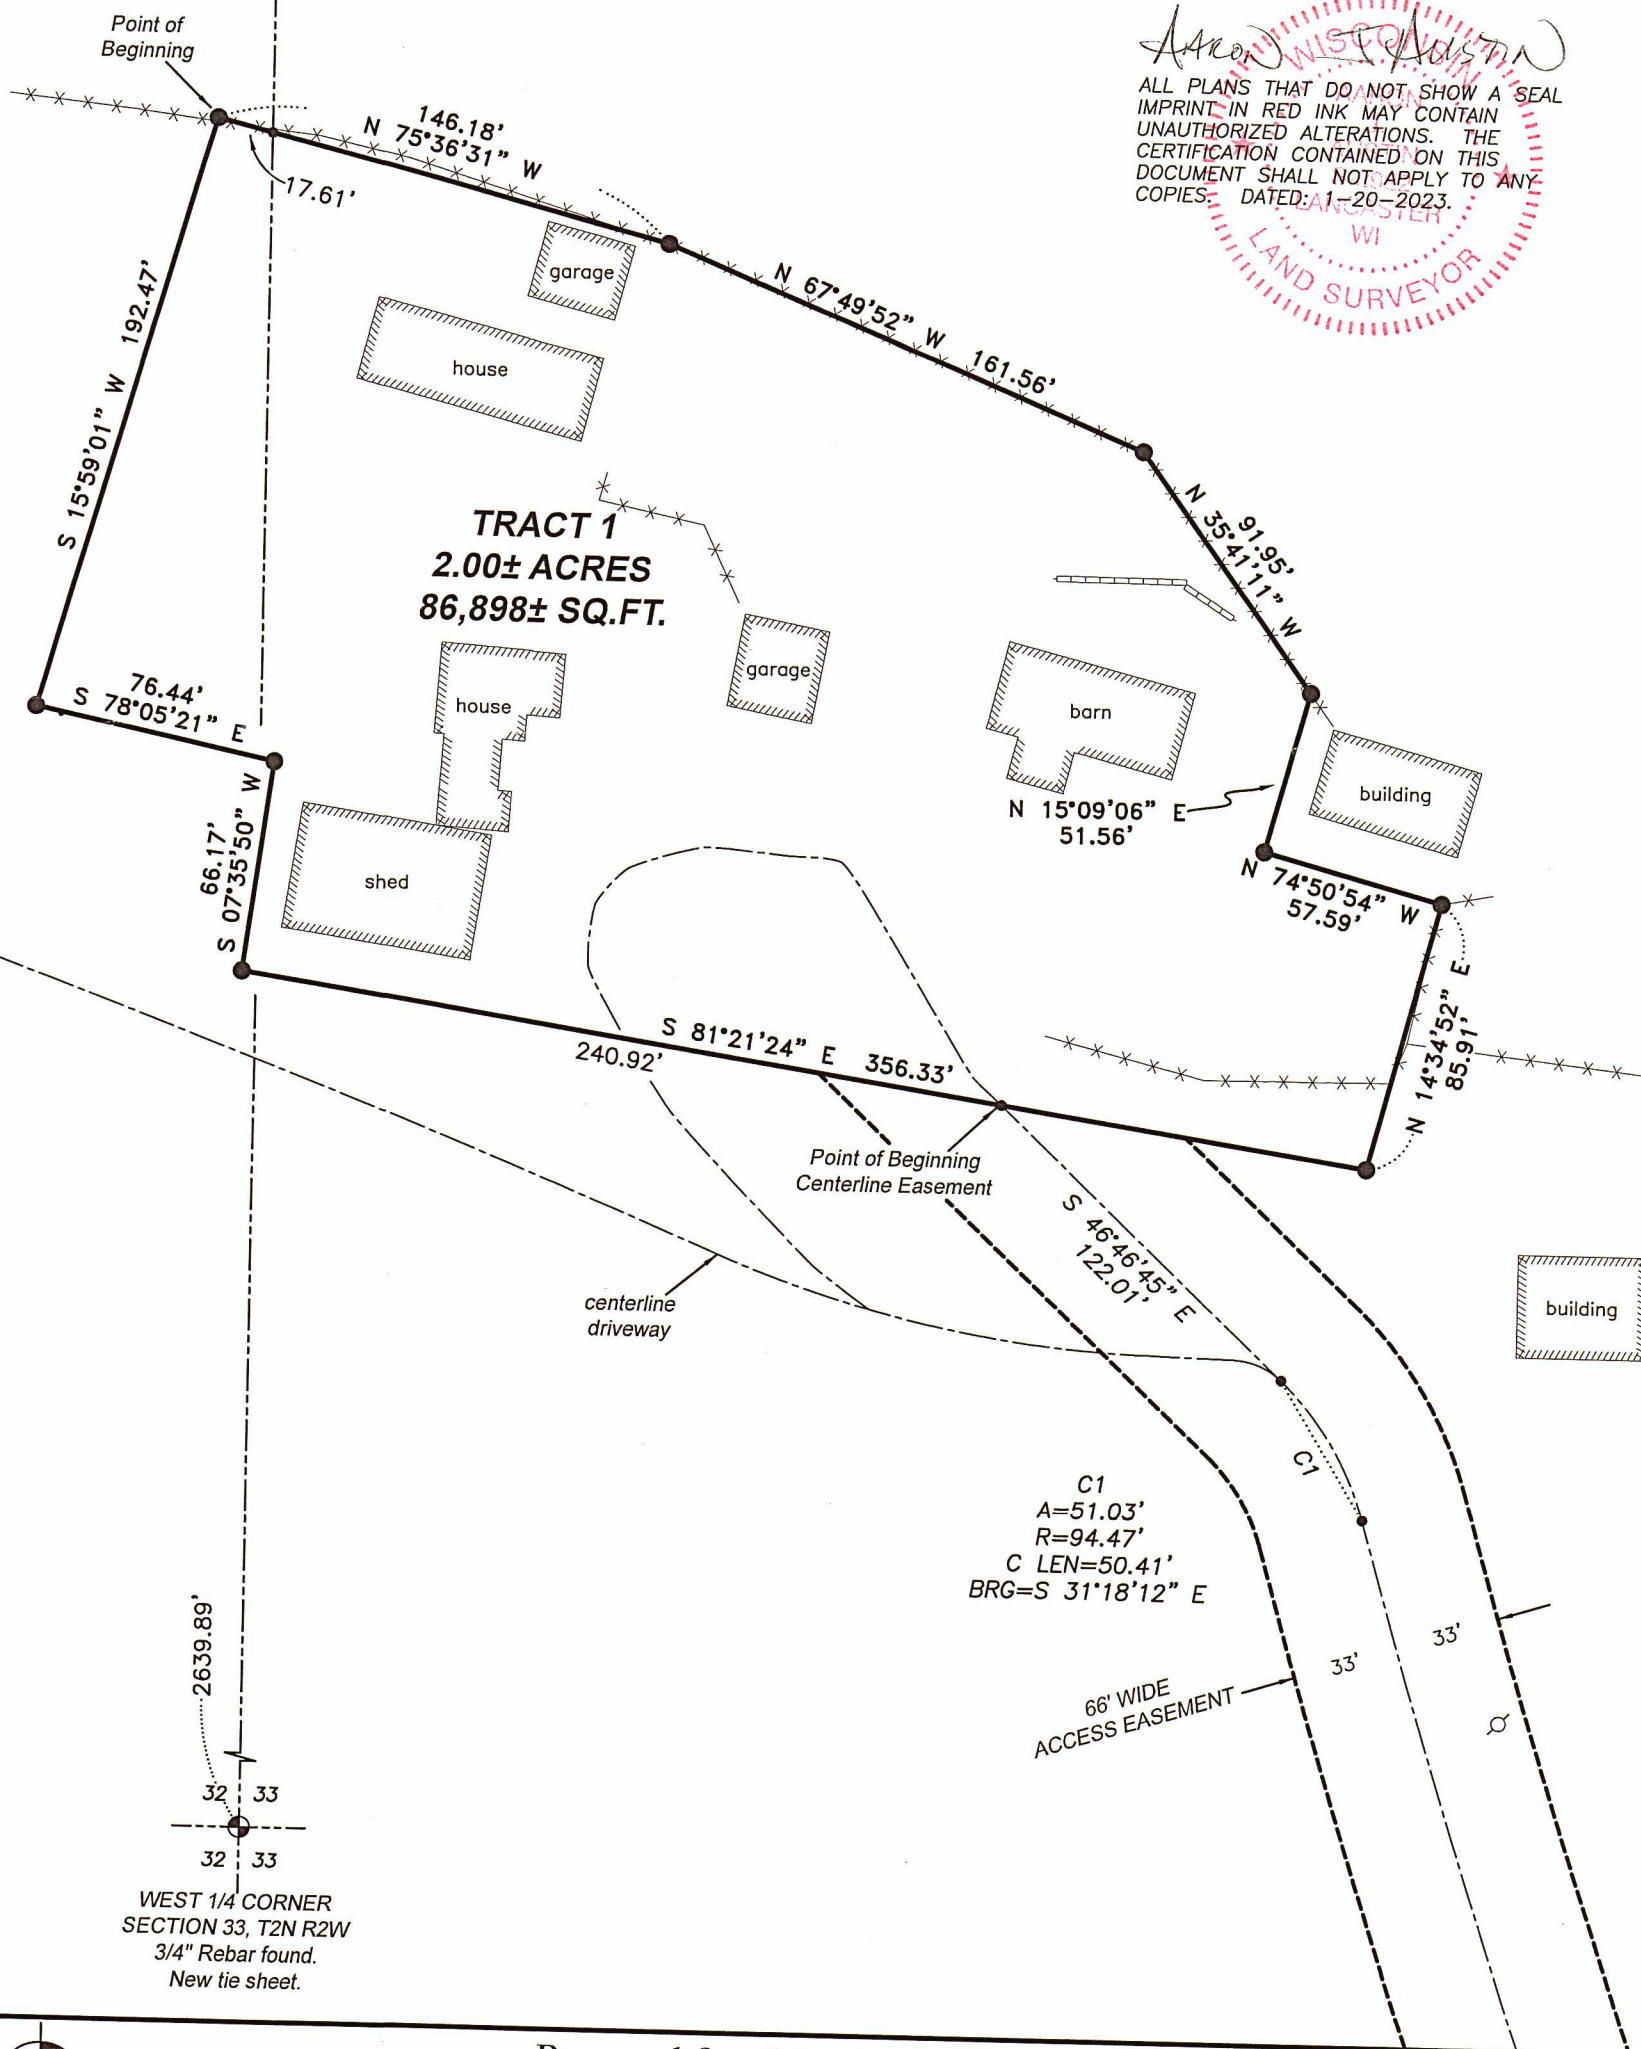 Point of
Beginning
AARON J AUSTIN
WISCONSIN
AARON
AUSTIN
LANCASTER
WI
LAND SURVEYOR
ALL PLANS THAT DO NOT SHOW A SEAL
IMPRINT IN RED INK MAY CONTAIN
UNAUTHORIZED ALTERATIONS. THE
CERTIFICATION CONTAINED ON THIS
DOCUMENT SHALL NOT APPLY TO ANY
COPIES. DATED: 1-20-2023.
146.18'
N 75°36'31" W
17.61'
S 15°59'01" W 192.47'
garage
house
N 67°49'52" W 161.56'
TRACT 1
2.00± ACRES
86,898± SQ.FT.
91.95'
N 35°41'11" W
76.44'
S 78°05'21" E
house
garage
barn
building
N 15°09'06" E
51.56'
66.17'
S 07°35'50" W
shed
N 74°50'54" W
57.59'
N 14°34'52" E
85.91'
S 81°21'24" E 356.33'
240.92'
Point of Beginning
Centerline Easement
S 46°46'45" E
122.01'
centerline
driveway
building
C1
C1
A=51.03'
R=94.47'
C LEN=50.41'
BRG=S 31°18'12" E
2639.89'
33'
33'
66' WIDE
ACCESS EASEMENT
32 33
32 33
WEST 1/4 CORNER
SECTION 33, T2N R2W
3/4" Rebar found.
New tie sheet.